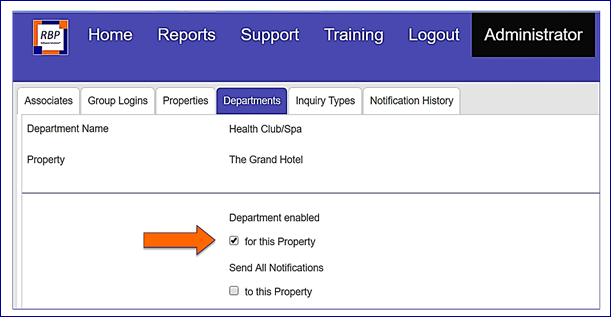 RBP
Home Reports Support Training Logout Administrator
Associates Group Logins Properties Departments Inquiry Types Notification History
Department Name Health Club/Spa
Property The Grand Hotel
Department enabled
for this Property
Send All Notifications
to this Property